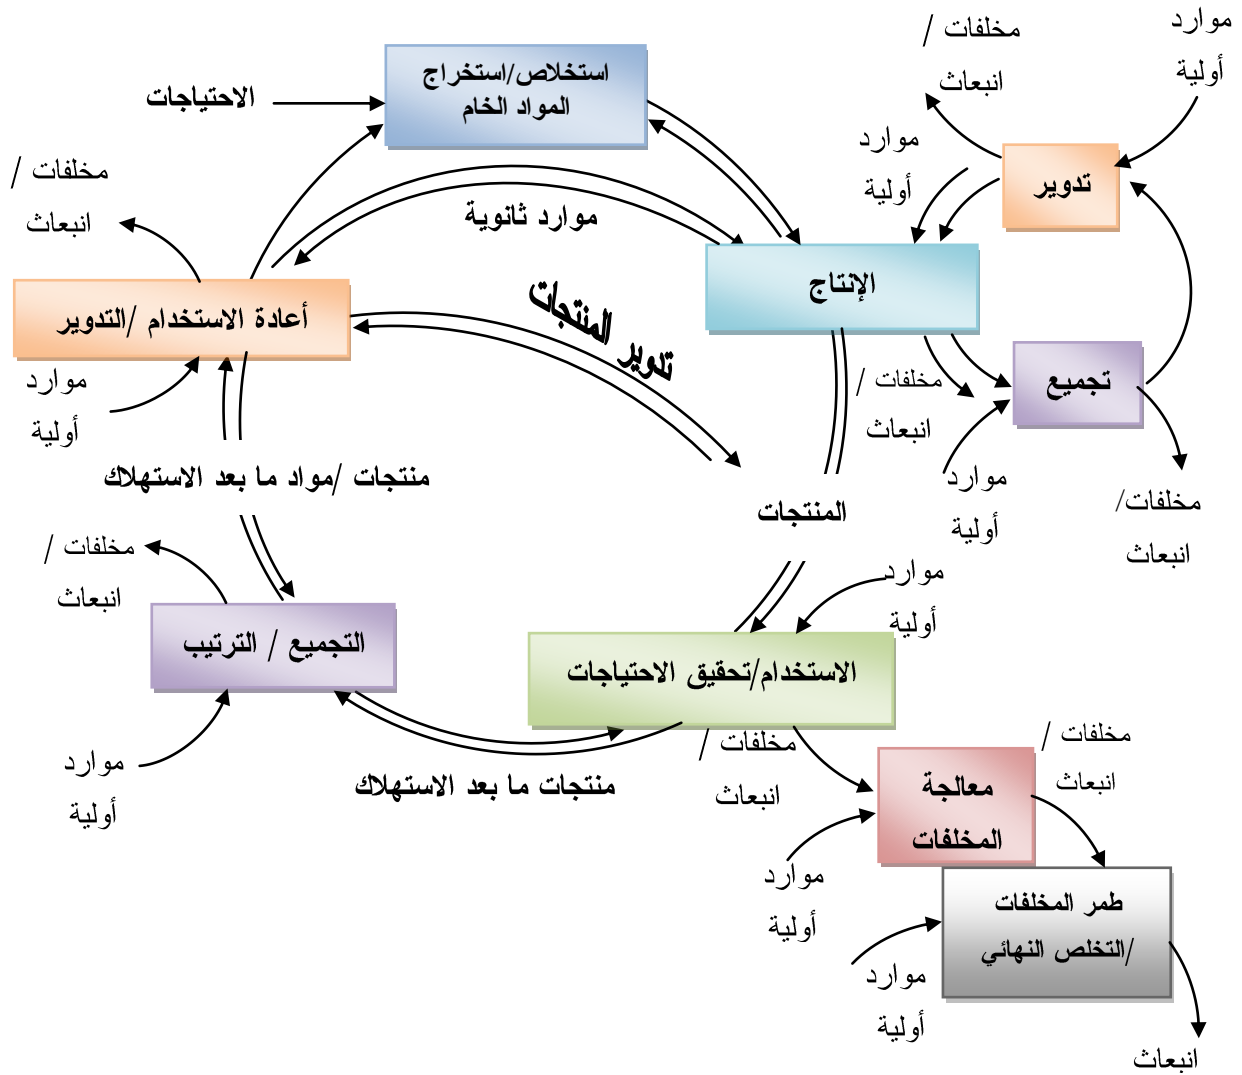 مخلفات /
انبعاث
موارد
أولية
استخلاص/استخراج
المواد الخام
الاحتياجات
موارد
أولية
تدوير
مخلفات /
انبعاث
موارد ثانوية
الإنتاج
أعادة الاستخدام /التدوير
تدوير المنتجات
موارد
أولية
مخلفات /
انبعاث
تجميع
منتجات /مواد ما بعد الاستهلاك
المنتجات
موارد
أولية
مخلفات/
انبعاث
مخلفات /
انبعاث
موارد
أولية
التجميع / الترتيب
الاستخدام/تحقيق الاحتياجات
موارد
أولية
منتجات ما بعد الاستهلاك
مخلفات /
انبعاث
معالجة
المخلفات
مخلفات /
انبعاث
موارد
أولية
طمر المخلفات
/التخلص النهائي
موارد
أولية
انبعاث